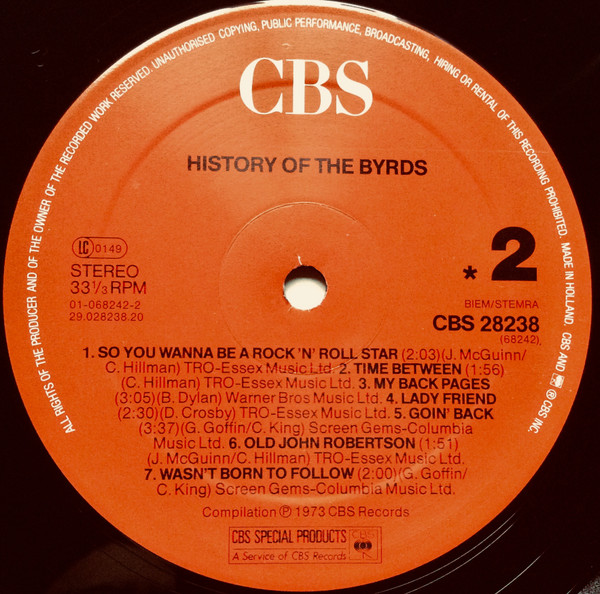 ALL RIGHTS OF THE PRODUCER AND OF THE OWNER OF THE RECORDED WORK RESERVED. UNAUTHORISED COPYING, PUBLIC PERFORMANCE, BROADCASTING, HIRING OR RENTAL OF THIS RECORDING PROHIBITED. MADE IN HOLLAND. CBS AND ℗ CBS INC.
CBS
HISTORY OF THE BYRDS
LC 0149
STEREO
33⅓ RPM
01-068242-2
29.028238.20
* 2
BIEM/STEMRA
CBS 28238
(68242)
1. SO YOU WANNA BE A ROCK 'N' ROLL STAR (2:03)(J. McGuinn/
C. Hillman) TRO-Essex Music Ltd. 2. TIME BETWEEN (1:56)
(C. Hillman) TRO-Essex Music Ltd. 3. MY BACK PAGES
(3:05) (B. Dylan) Warner Bros Music Ltd. 4. LADY FRIEND
(2:30) (D. Crosby) TRO-Essex Music Ltd. 5. GOIN' BACK
(3:37) (G. Goffin/C. King) Screen Gems-Columbia
Music Ltd. 6. OLD JOHN ROBERTSON (1:51)
(J. McGuinn/C. Hillman) TRO-Essex Music Ltd.
7. WASN'T BORN TO FOLLOW (2:00)(G. Goffin/
C. King) Screen Gems-Columbia Music Ltd.
Compilation ℗ 1973 CBS Records
CBS SPECIAL PRODUCTS CBS
A Service of CBS Records